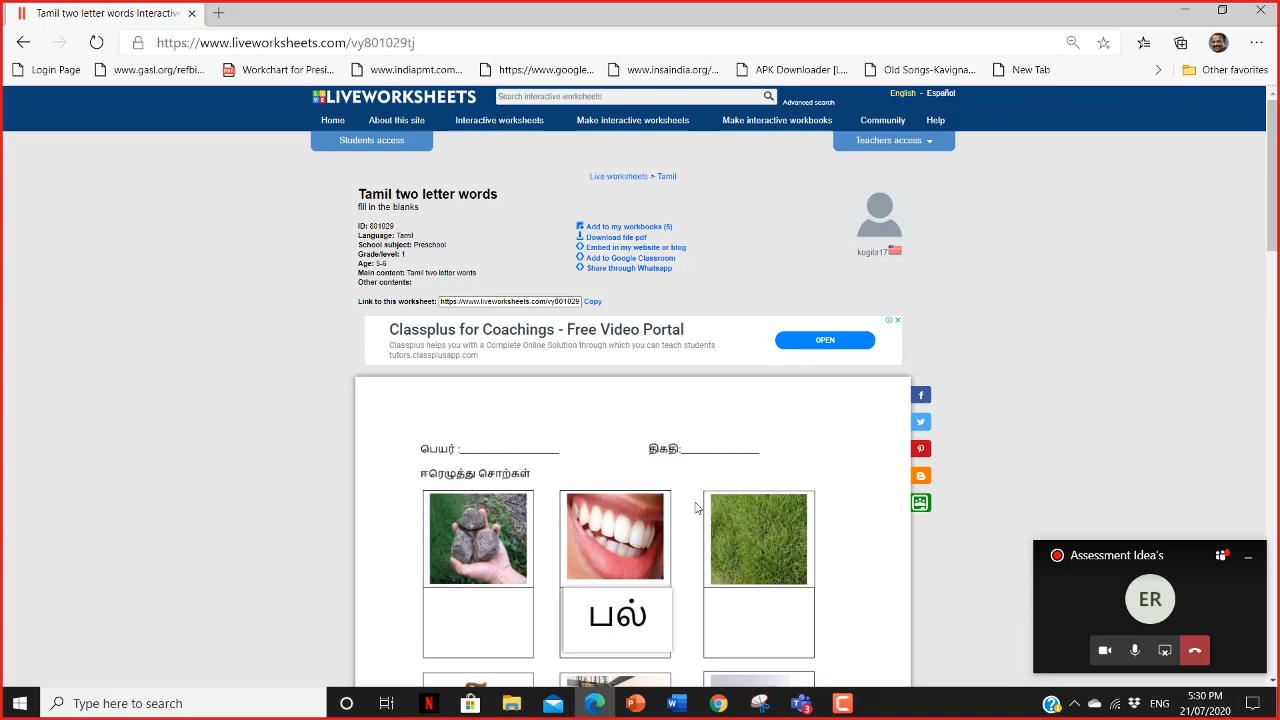 Tamil two letter words Interactiv
https://www.liveworksheets.com/vy801029tj
Login Page www.gasl.org/refbi... Workchart for Presi... www.indiapmt.com... https://www.google... www.insaindia.org/... APK Downloader [L... Old Songs-Kavigna... New Tab Other favorites
LIVEWORKSHEETS Search interactive worksheets Advanced search English - Español
Home About this site Interactive worksheets Make interactive worksheets Make interactive workbooks Community Help
Students access Teachers access
Live worksheets > Tamil
Tamil two letter words
fill in the blanks
ID: 801029
Language: Tamil
School subject: Preschool
Grade/level: 1
Age: 5-6
Main content: Tamil two letter words
Other contents:
Add to my workbooks (5)
Download file pdf
Embed in my website or blog
Add to Google Classroom
Share through Whatsapp
kogila17
Link to this worksheet: https://www.liveworksheets.com/vy801029 Copy
Classplus for Coachings - Free Video Portal
Classplus helps you with a Complete Online Solution through which you can teach students
tutors.classplusapp.com
OPEN
பெயர் :______________ திகதி:______________
ஈரெழுத்து சொற்கள்
பல்
Assessment Idea's
ER
Type here to search
ENG
5:30 PM
21/07/2020